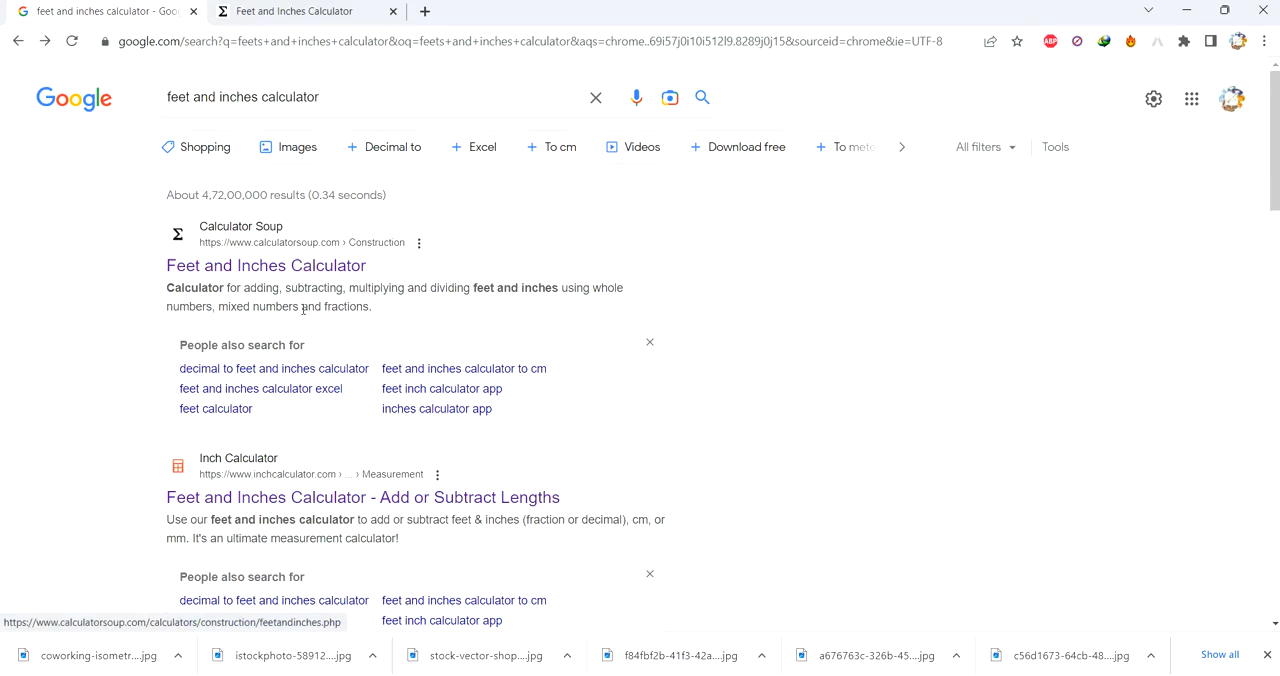 feet and inches calculator - Goo
Feet and Inches Calculator
google.com/search?q=feets+and+inches+calculator&oq=feets+and+inches+calculator&aqs=chrome..69i57j0i10i512l9.8289j0j15&sourceid=chrome&ie=UTF-8
ABP
Google
feet and inches calculator
Shopping
Images
+ Decimal to
+ Excel
+ To cm
Videos
+ Download free
+ To mete
All filters
Tools
About 4,72,00,000 results (0.34 seconds)
Calculator Soup
https://www.calculatorsoup.com › Construction
Feet and Inches Calculator
Calculator for adding, subtracting, multiplying and dividing feet and inches using whole
numbers, mixed numbers and fractions.
People also search for
decimal to feet and inches calculator
feet and inches calculator to cm
feet and inches calculator excel
feet inch calculator app
feet calculator
inches calculator app
Inch Calculator
https://www.inchcalculator.com › ... › Measurement
Feet and Inches Calculator - Add or Subtract Lengths
Use our feet and inches calculator to add or subtract feet & inches (fraction or decimal), cm, or
mm. It's an ultimate measurement calculator!
People also search for
decimal to feet and inches calculator
feet and inches calculator to cm
feet inch calculator app
https://www.calculatorsoup.com/calculators/construction/feetandinches.php
coworking-isometr....jpg
istockphoto-58912....jpg
stock-vector-shop....jpg
f84fbf2b-41f3-42a....jpg
a676763c-326b-45....jpg
c56d1673-64cb-48....jpg
Show all